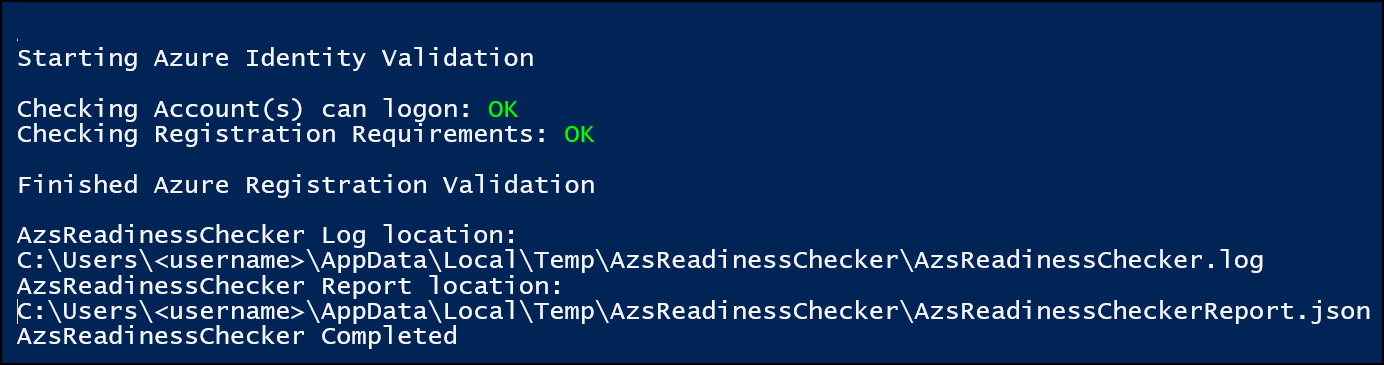 Starting Azure Identity Validation
Checking Account(s) can logon: OK
Checking Registration Requirements: OK
Finished Azure Registration Validation
AzsReadinessChecker Log location:
C:\Users\<username>\AppData\Local\Temp\AzsReadinessChecker\AzsReadinessChecker.log
AzsReadinessChecker Report location:
C:\Users\<username>\AppData\Local\Temp\AzsReadinessChecker\AzsReadinessCheckerReport.json
AzsReadinessChecker Completed